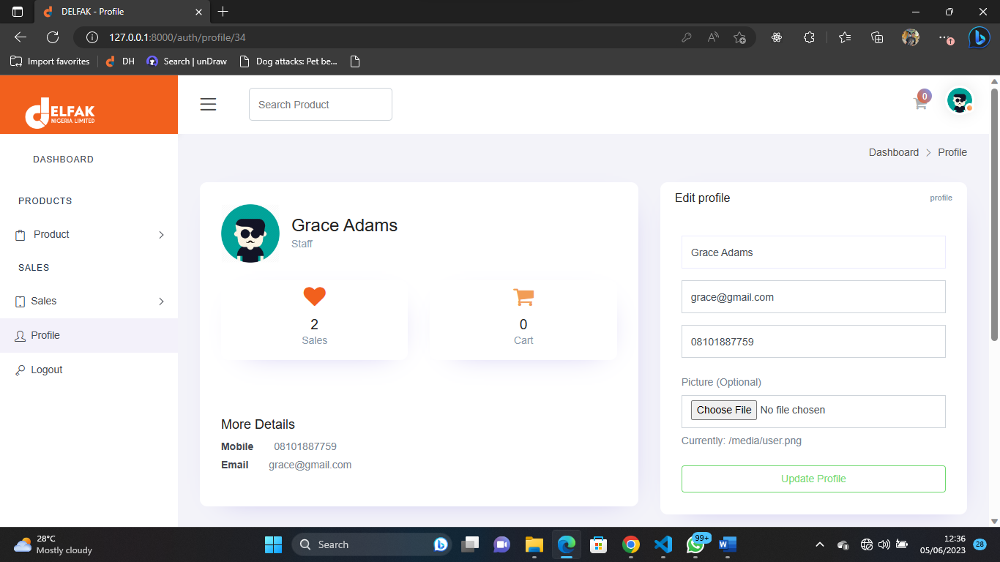 DELFAK - Profile
127.0.0.1:8000/auth/profile/34
Import favorites
DH
Search | unDraw
Dog attacks: Pet be...
ELFAK
NIGERIA LIMITED
Search Product
0
Dashboard > Profile
DASHBOARD
PRODUCTS
Product
SALES
Sales
Profile
Logout
Grace Adams
Staff
2
Sales
0
Cart
More Details
Mobile 08101887759
Email grace@gmail.com
Edit profile
profile
Grace Adams
grace@gmail.com
08101887759
Picture (Optional)
Choose File No file chosen
Currently: /media/user.png
Update Profile
28°C
Mostly cloudy
Search
99+
12:36
05/06/2023
28